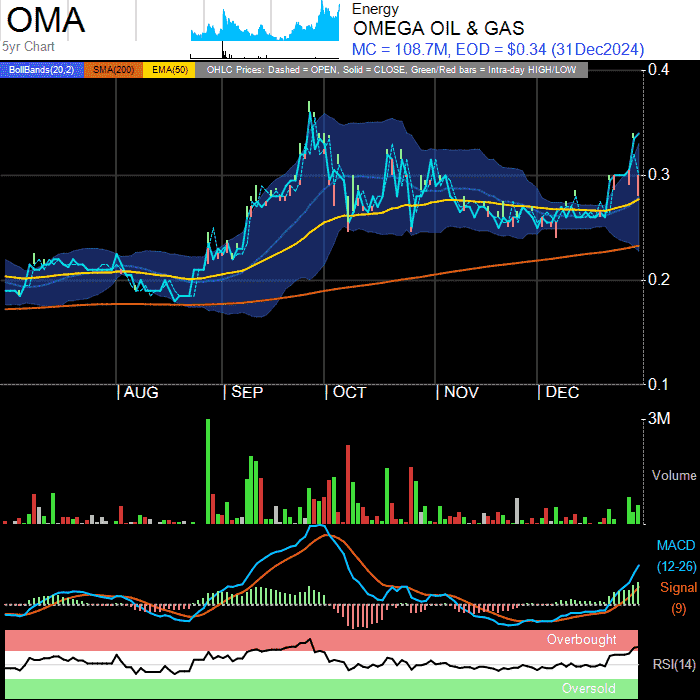 OMA
5yr Chart
Energy
OMEGA OIL & GAS
MC = 108.7M, EOD = $0.34 (31Dec2024)
BollBands(20,2) SMA(200) EMA(50) OHLC Prices: Dashed = OPEN, Solid = CLOSE, Green/Red bars = Intra-day HIGH/LOW
0.4
0.3
0.2
0.1
| AUG | SEP | OCT | NOV | DEC
3M
Volume
MACD
(12-26)
Signal
(9)
Overbought
RSI(14)
Oversold